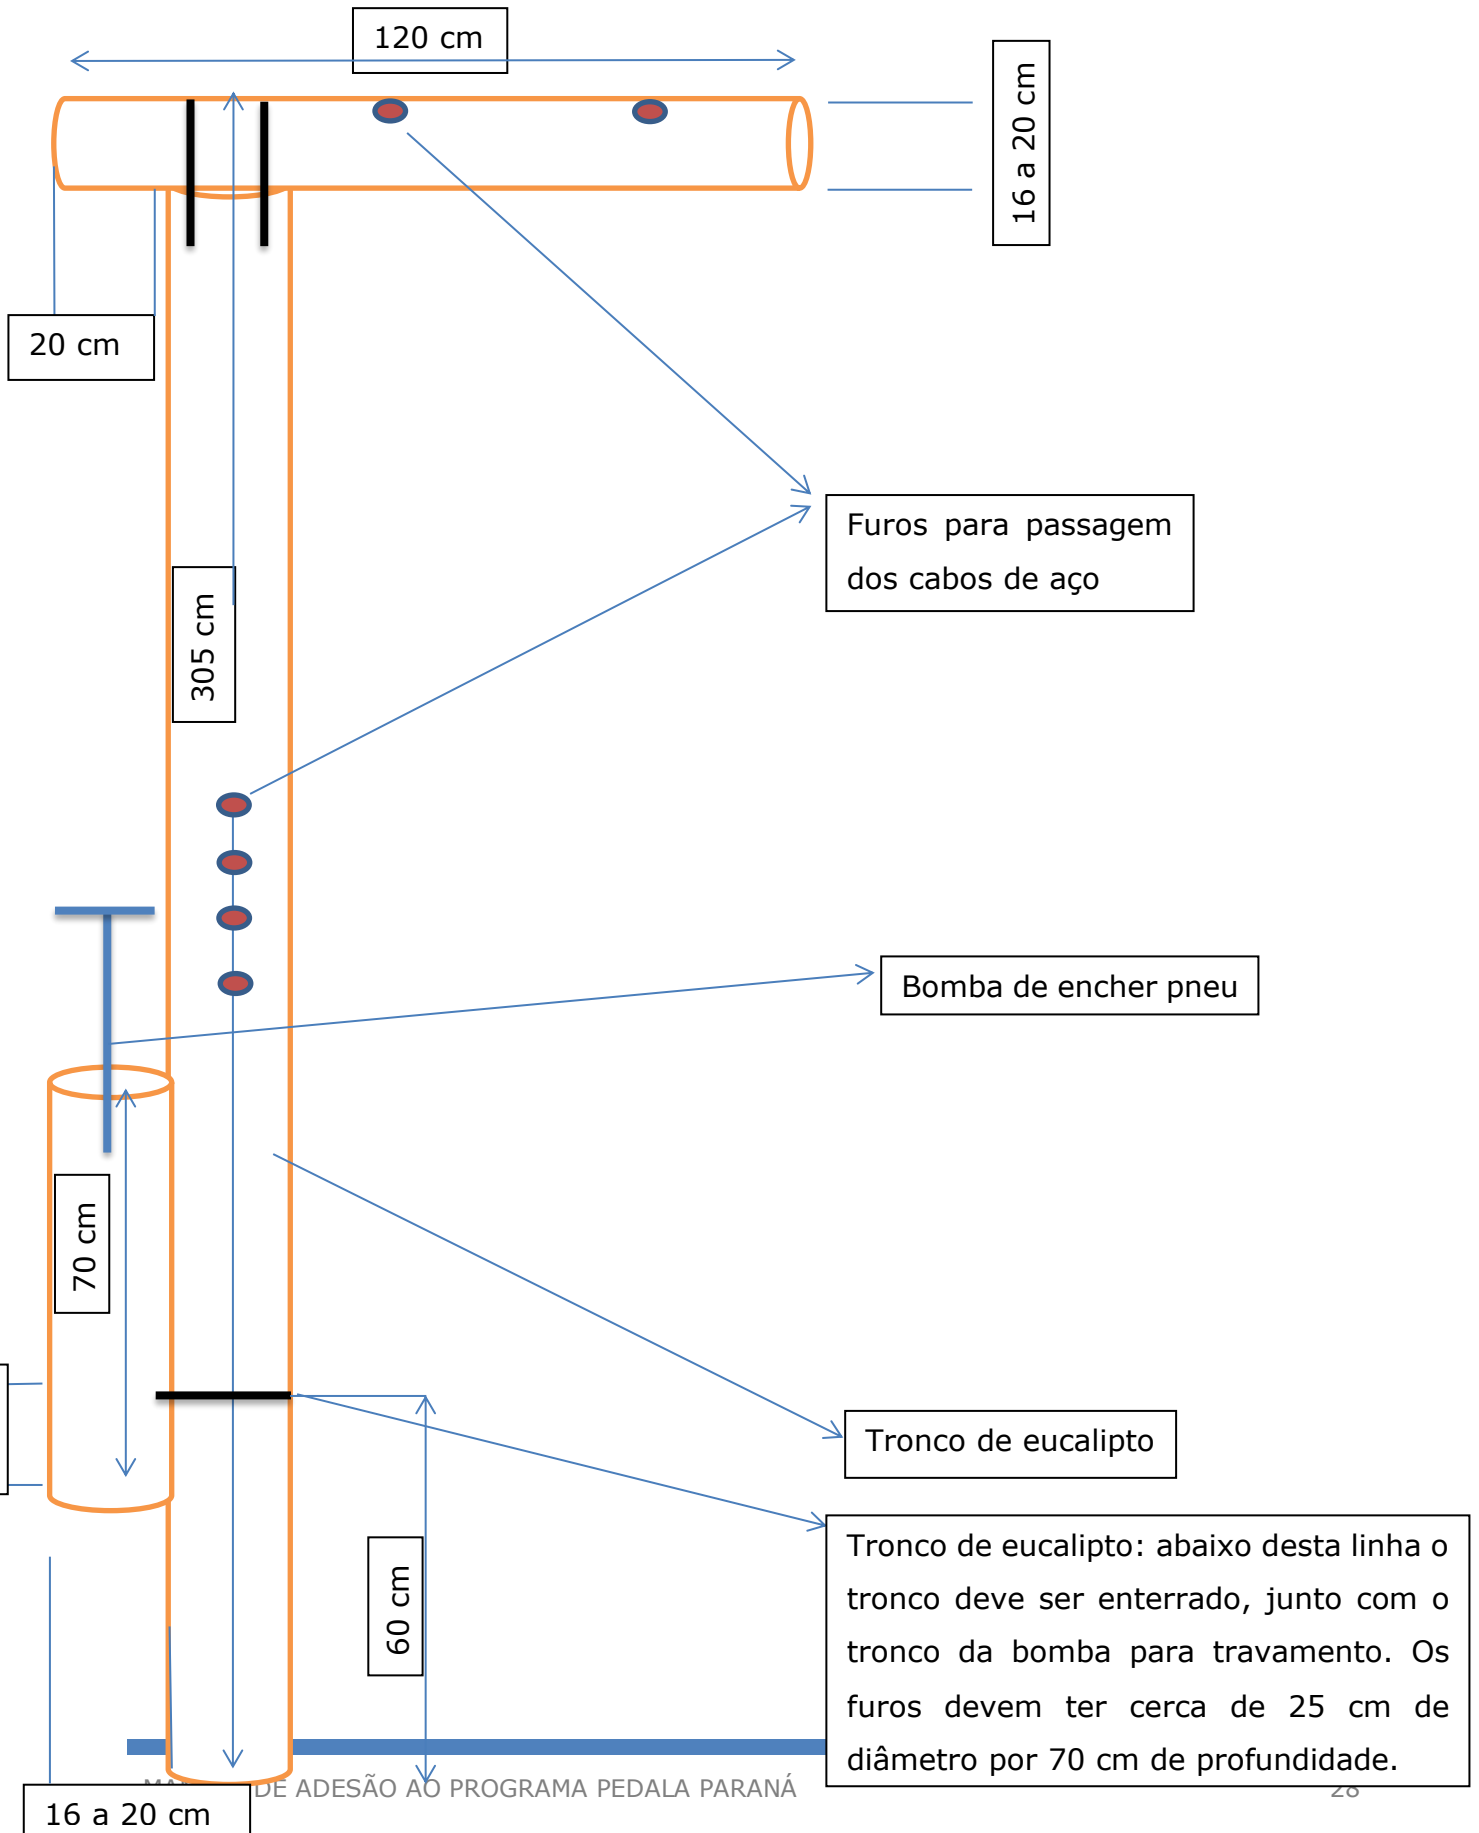 120 cm
16 a 20 cm
20 cm
Furos para passagem
dos cabos de aço
305 cm
Bomba de encher pneu
70 cm
Tronco de eucalipto
60 cm
Tronco de eucalipto: abaixo desta linha o
tronco deve ser enterrado, junto com o
tronco da bomba para travamento. Os
furos devem ter cerca de 25 cm de
diâmetro por 70 cm de profundidade.
DE ADESÃO AO PROGRAMA PEDALA PARANÁ 28
16 a 20 cm